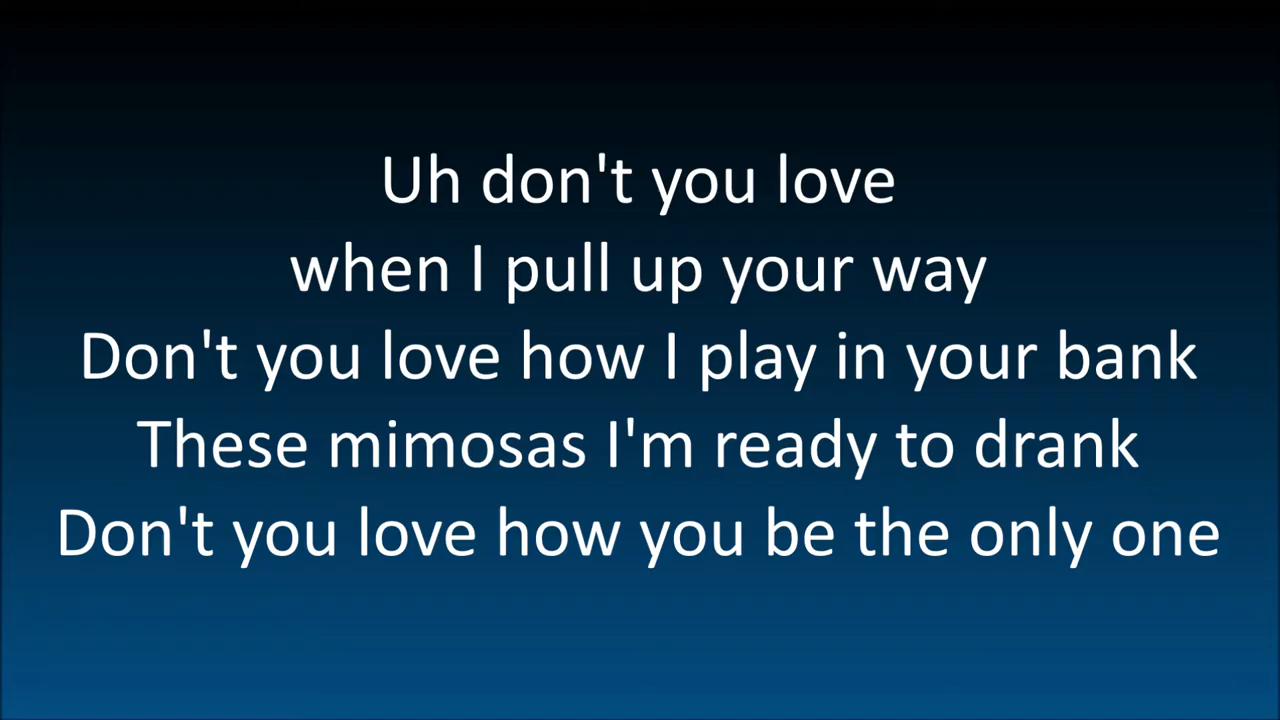 Uh don't you love
when I pull up your way
Don't you love how I play in your bank
These mimosas I'm ready to drank
Don't you love how you be the only one